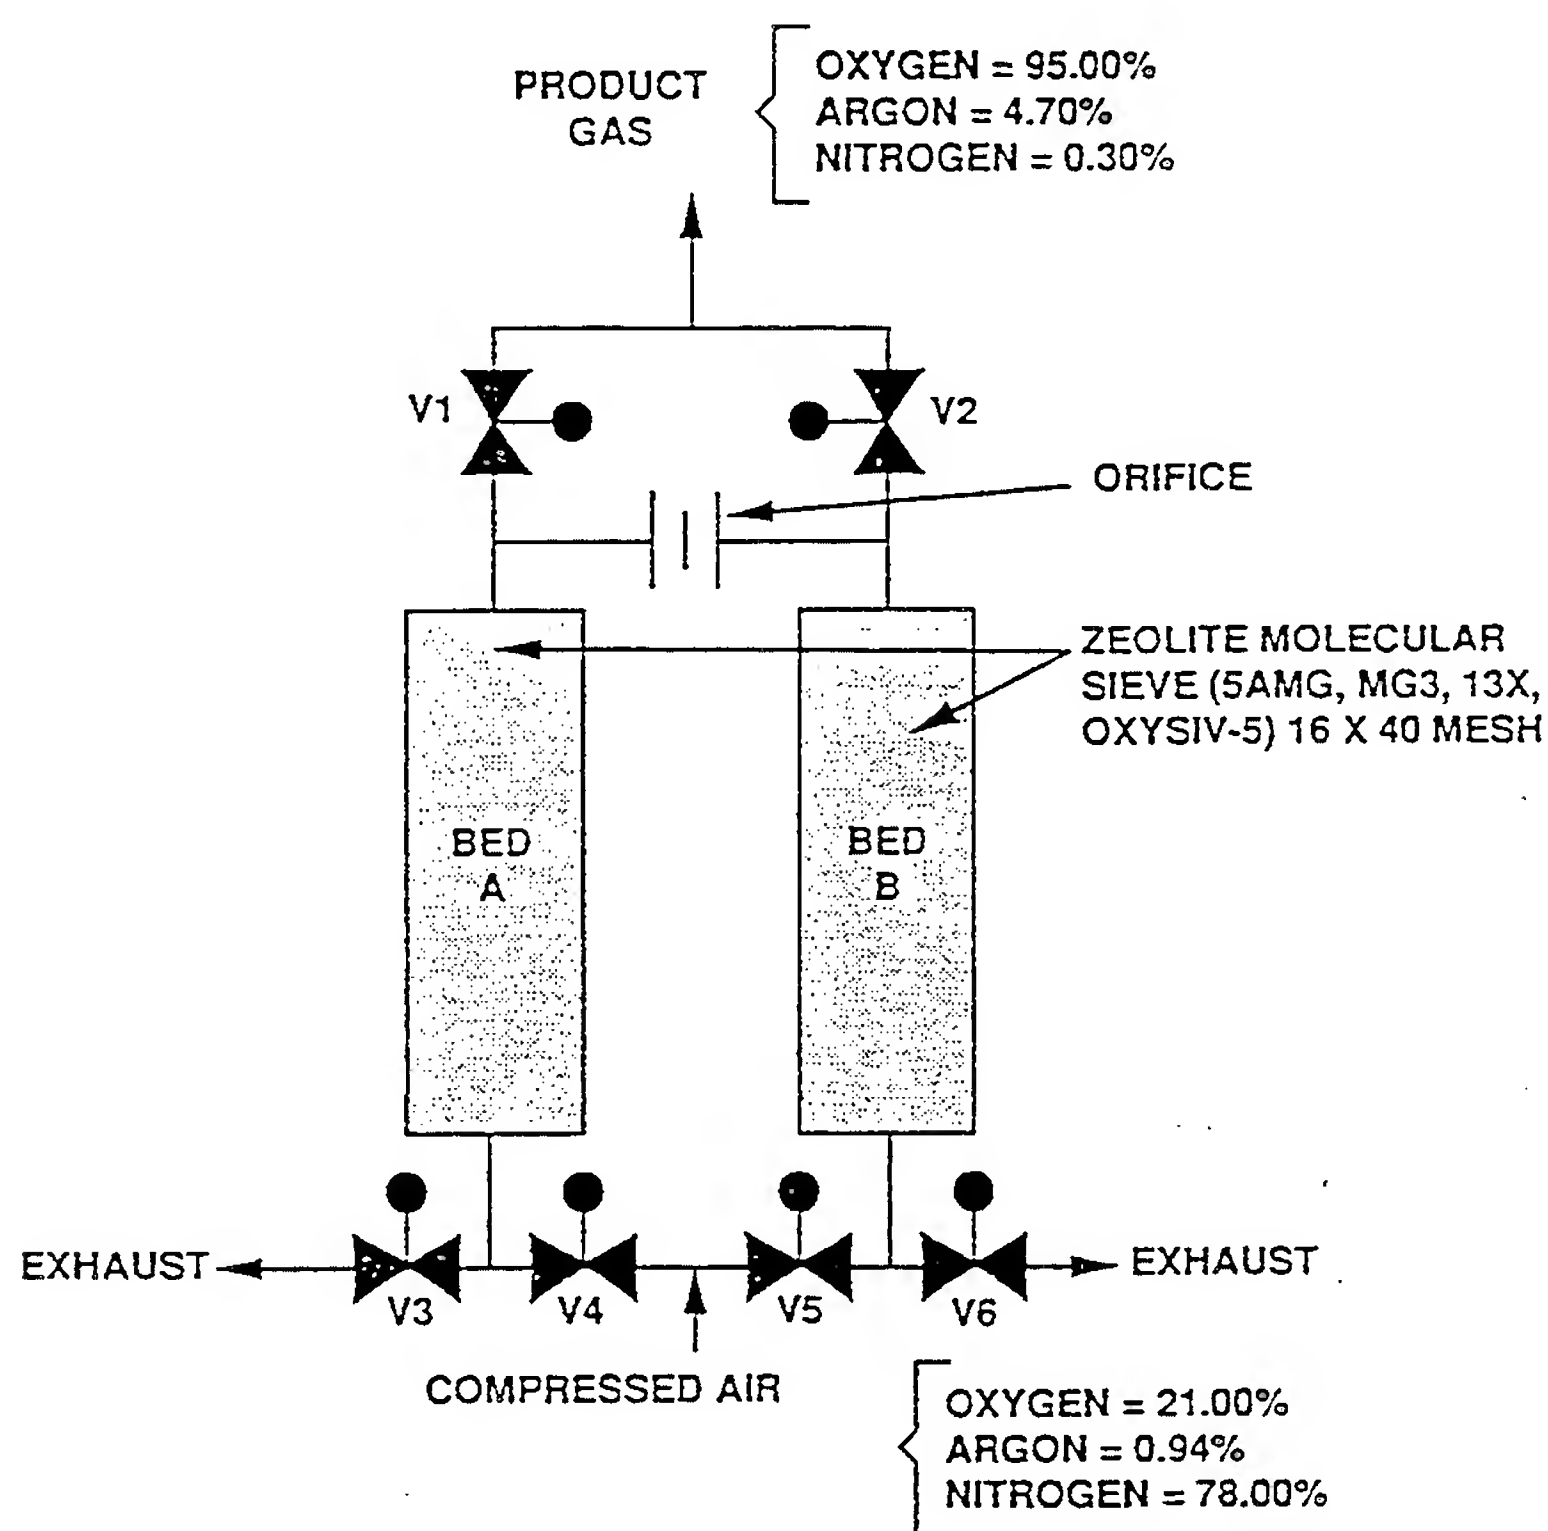 PRODUCT
GAS
OXYGEN = 95.00%
ARGON = 4.70%
NITROGEN = 0.30%
V1
V2
ORIFICE
ZEOLITE MOLECULAR
SIEVE (5AMG, MG3, 13X,
OXYSIV-5) 16 X 40 MESH
BED
A
BED
B
EXHAUST
EXHAUST
V3
V4
V5
V6
COMPRESSED AIR
OXYGEN = 21.00%
ARGON = 0.94%
NITROGEN = 78.00%